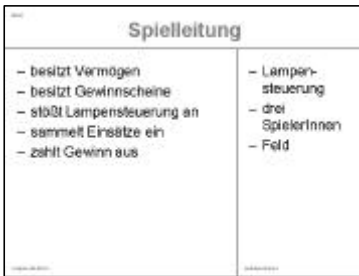 Spielleitung
– besitzt Vermögen
– besitzt Gewinnscheine
– stößt Lampensteuerung an
– sammelt Einsätze ein
– zahlt Gewinn aus
– Lampen-
steuerung
– drei
SpielerInnen
– Feld